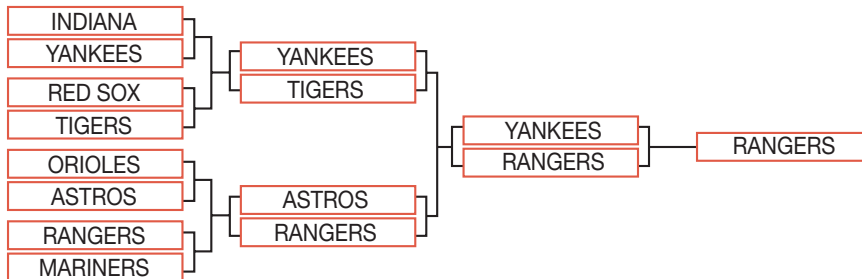 INDIANA
YANKEES
RED SOX
TIGERS
ORIOLES
ASTROS
RANGERS
MARINERS
YANKEES
TIGERS
ASTROS
RANGERS
YANKEES
RANGERS
RANGERS